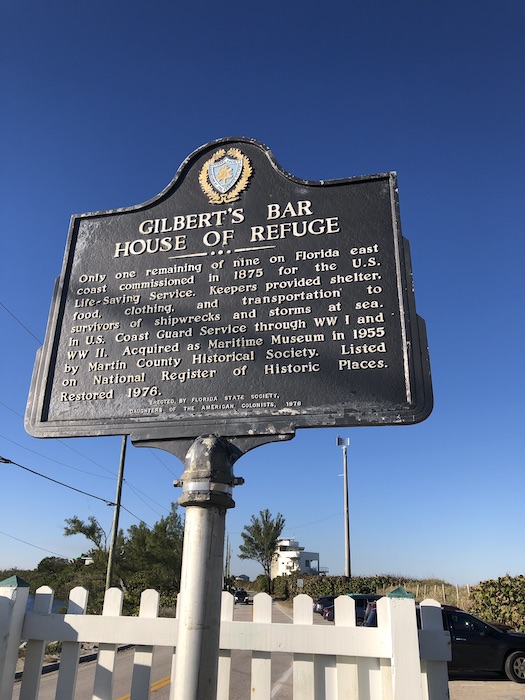 GILBERT'S BAR
HOUSE OF REFUGE
Only one remaining of nine on Florida east
coast commissioned in 1875 for the U.S.
Life-Saving Service. Keepers provided shelter,
food, clothing, and transportation to
survivors of shipwrecks and storms at sea.
In U.S. Coast Guard Service through WW I and
WW II. Acquired as Maritime Museum in 1955
by Martin County Historical Society. Listed
on National Register of Historic Places.
Restored 1976.
ERECTED BY FLORIDA STATE SOCIETY,
DAUGHTERS OF THE AMERICAN COLONISTS, 1976